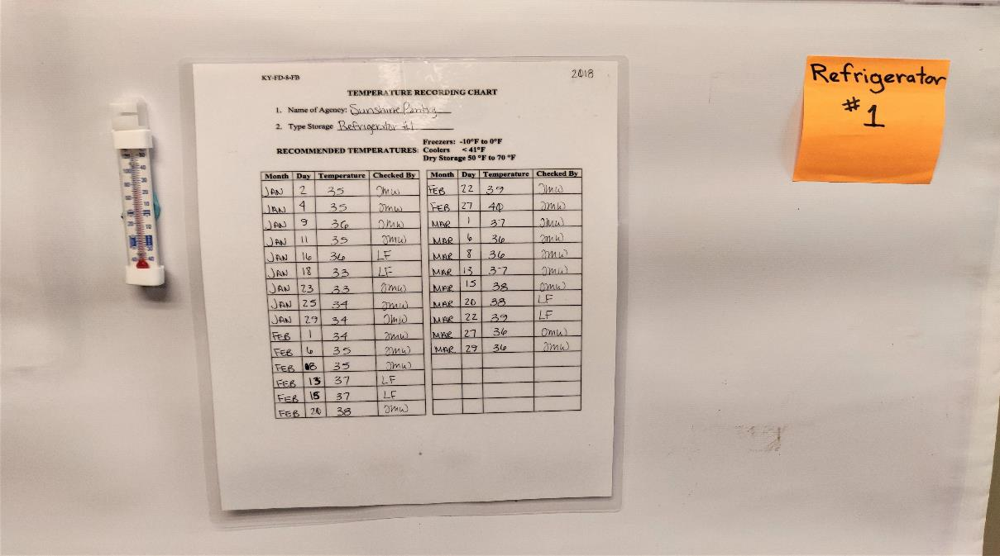 KY-FD-8-FB
2018
TEMPERATURE RECORDING CHART
1. Name of Agency: Sunshine Pantry
2. Type Storage Refrigerator #1
Freezers: -10°F to 0°F
RECOMMENDED TEMPERATURES: Coolers < 41°F
Dry Storage 50 °F to 70 °F
Month Day Temperature Checked By
JAN 2 35 JMW
JAN 4 35 JMW
JAN 9 36 JMW
JAN 11 35 JMW
JAN 16 36 LF
JAN 18 33 LF
JAN 23 33 JMW
JAN 25 34 JMW
JAN 29 34 JMW
FEB 1 34 JMW
FEB 6 35 JMW
FEB 8 35 JMW
FEB 13 37 LF
FEB 15 37 LF
FEB 20 38 JMW
Month Day Temperature Checked By
FEB 22 39 JMW
FEB 27 40 JMW
MAR 1 37 JMW
MAR 6 36 JMW
MAR 8 36 JMW
MAR 13 37 JMW
MAR 15 38 JMW
MAR 20 38 LF
MAR 22 39 LF
MAR 27 36 JMW
MAR 29 36 JMW
Refrigerator
#1